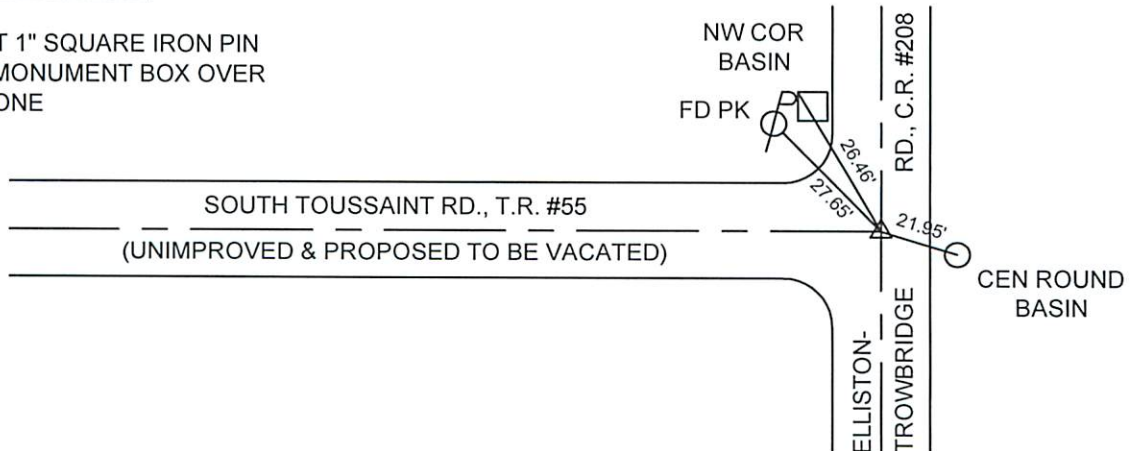 1" SQUARE IRON PIN
MONUMENT BOX OVER
NW COR
BASIN
FD PK
RD., C.R. #208
26.46'
27.65'
21.95'
SOUTH TOUSSAINT RD., T.R. #55
(UNIMPROVED & PROPOSED TO BE VACATED)
CEN ROUND
BASIN
ELLISTON-
TROWBRIDGE